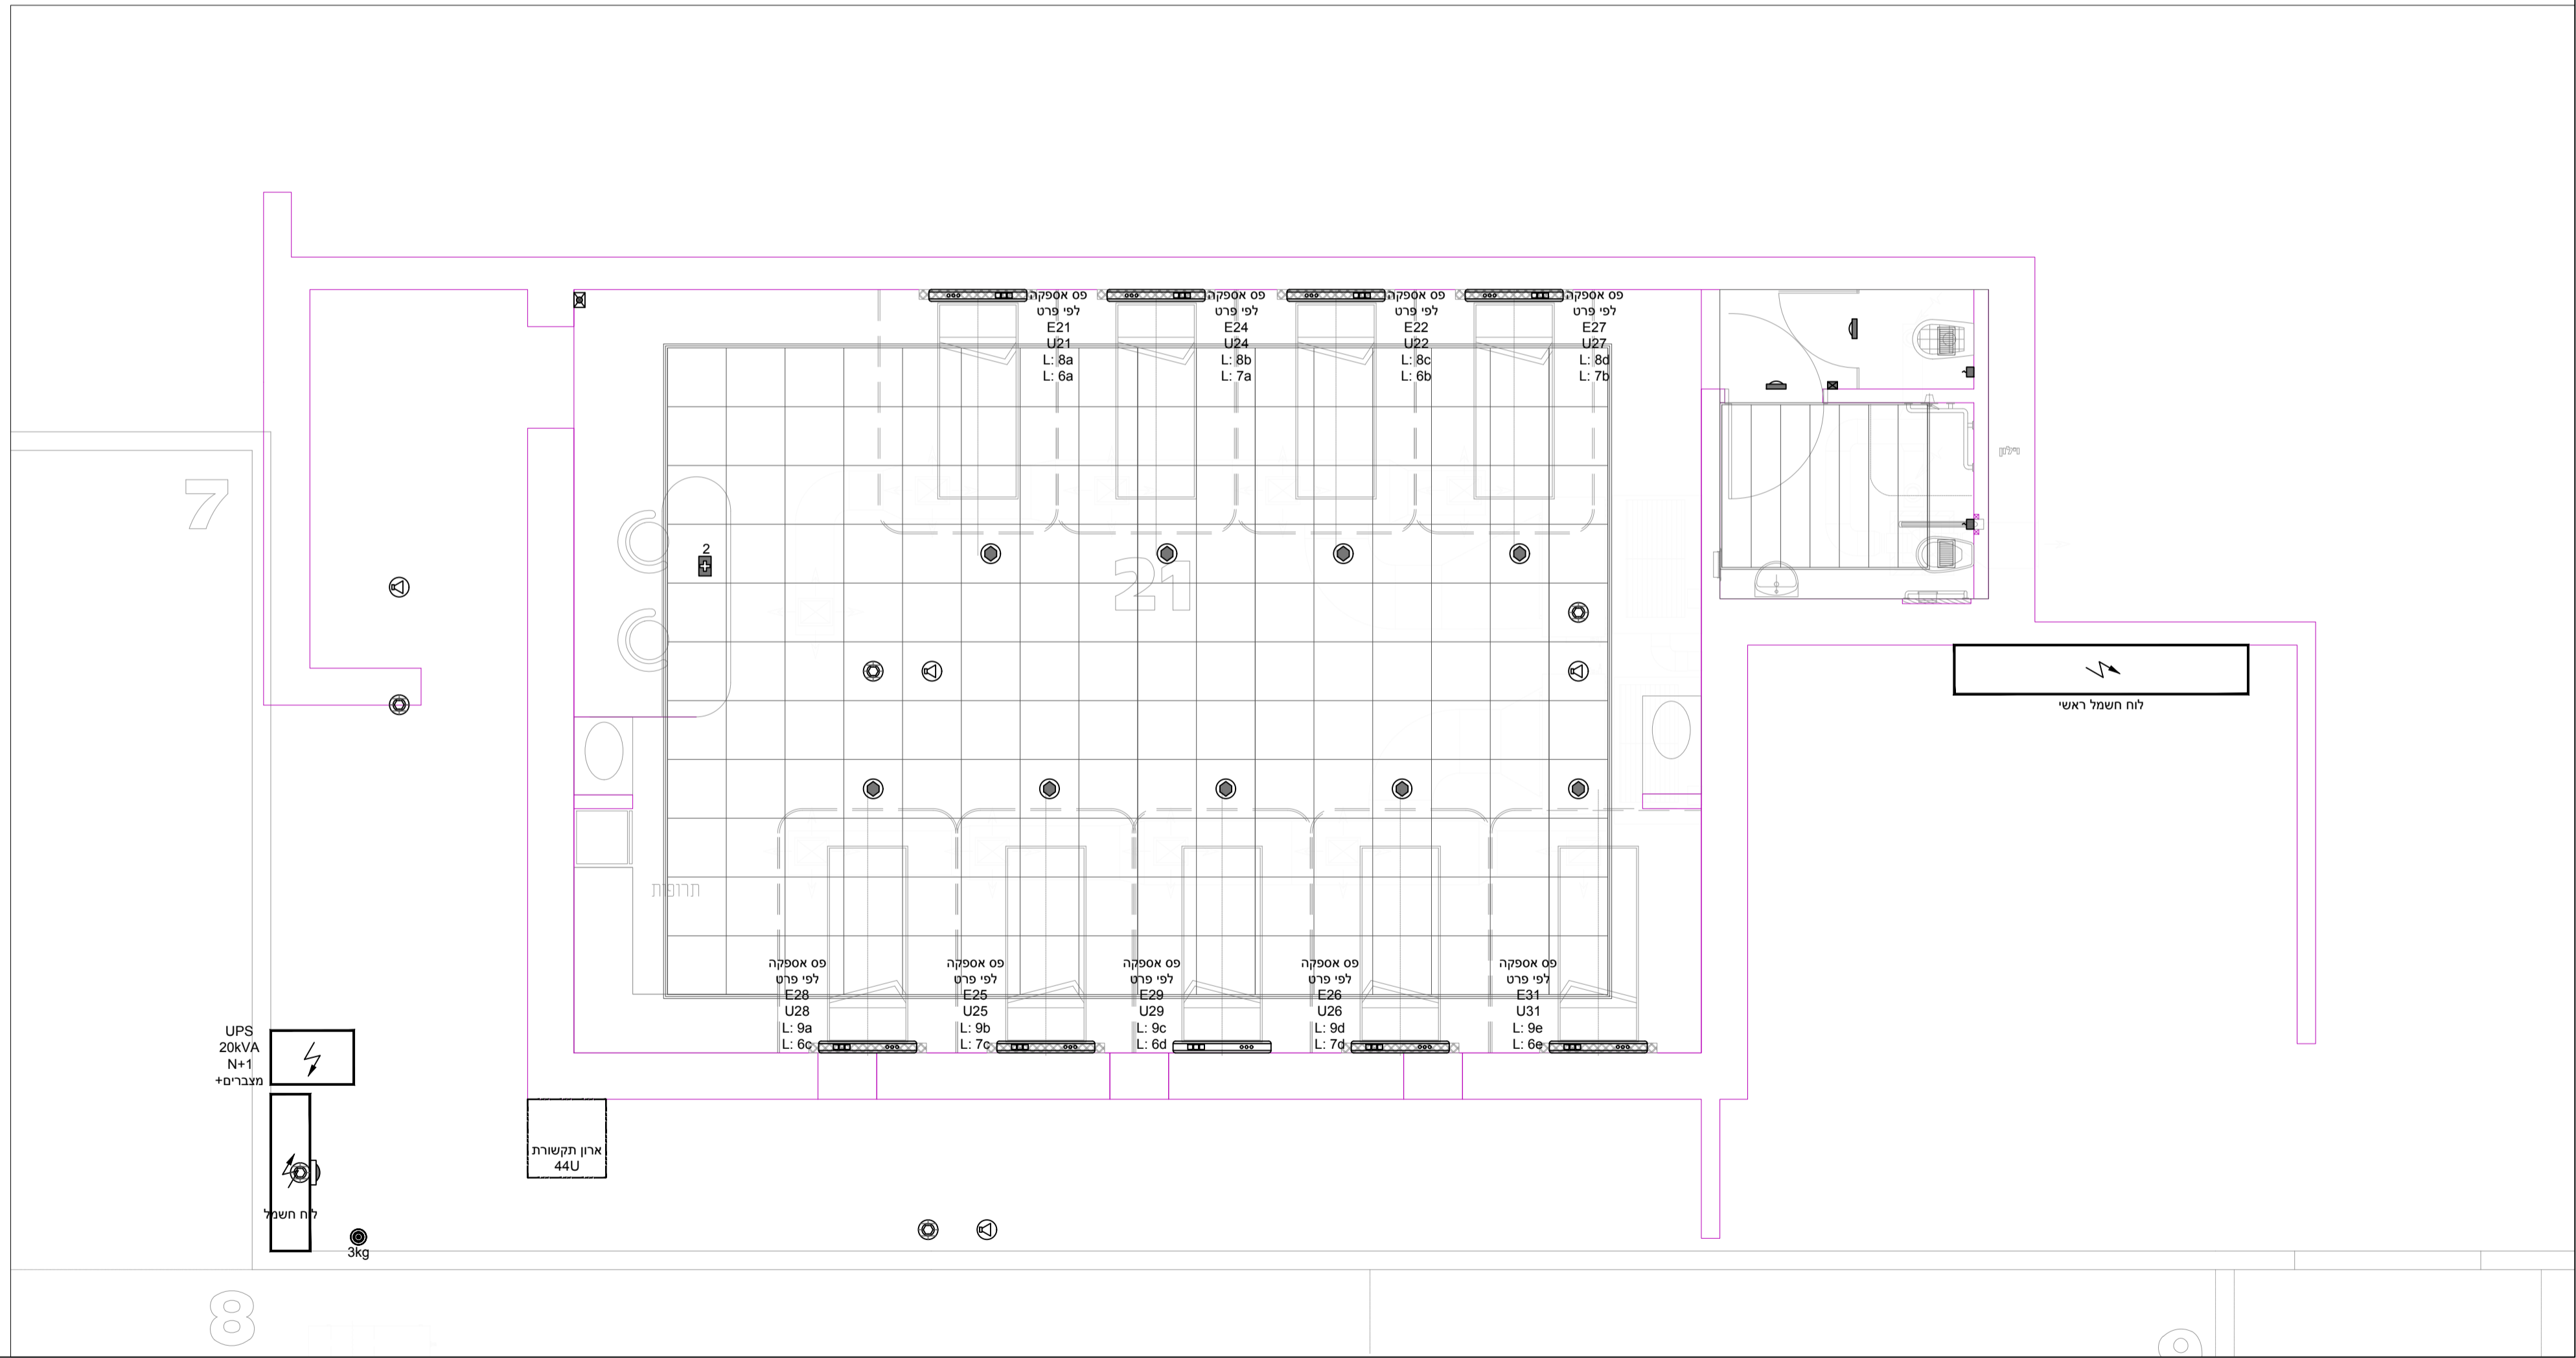 פס אספקה
לפי פרט
E21
U21
L: 8a
L: 6a
פס אספקה
לפי פרט
E24
U24
L: 8b
L: 7a
פס אספקה
לפי פרט
E22
U22
L: 8c
L: 6b
פס אספקה
לפי פרט
E27
U27
L: 8d
L: 7b
וילון
7
2
21
לוח חשמל ראשי
תרופות
פס אספקה
לפי פרט
E28
U28
L: 9a
L: 6c
פס אספקה
לפי פרט
E25
U25
L: 9b
L: 7c
פס אספקה
לפי פרט
E29
U29
L: 9c
L: 6d
פס אספקה
לפי פרט
E26
U26
L: 9d
L: 7d
פס אספקה
לפי פרט
E31
U31
L: 9e
L: 6e
UPS
20kVA
N+1
+מצברים
ארון תקשורת
44U
לוח חשמל
3kg
8
9